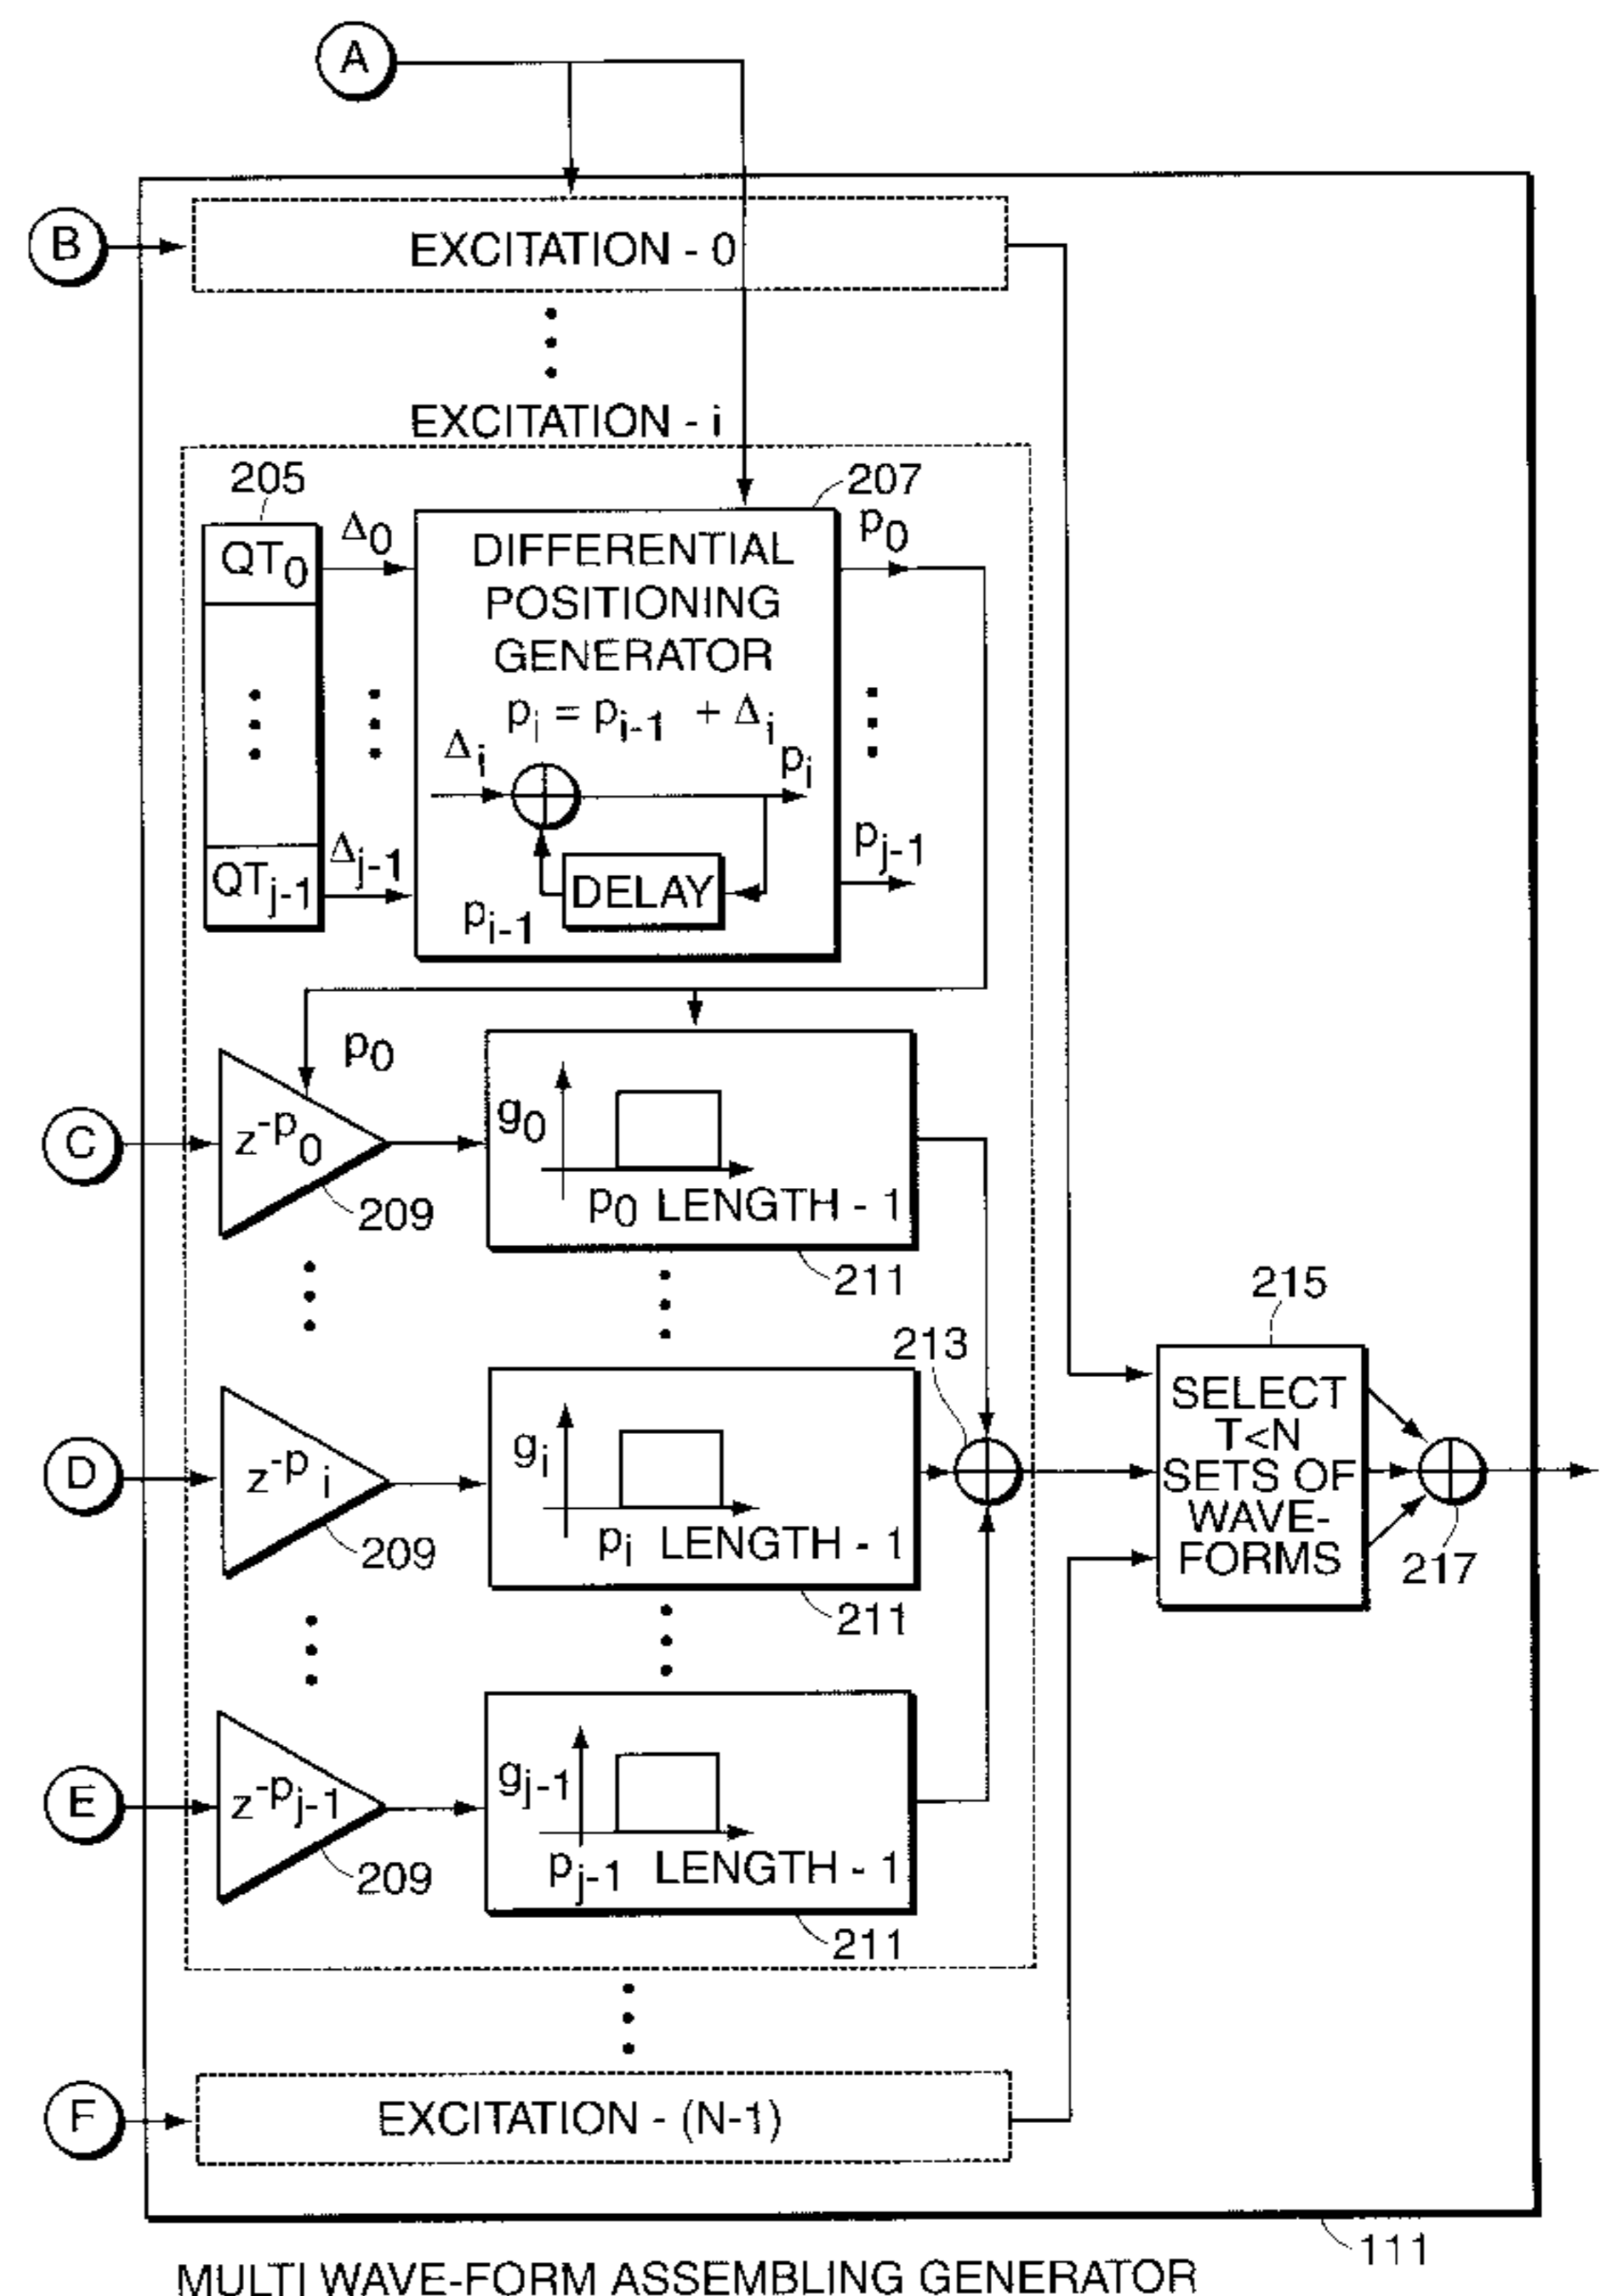 A
B
EXCITATION - 0
EXCITATION - i
205
207
QT0
Δ0
DIFFERENTIAL
POSITIONING
GENERATOR
pi = pi-1 + Δi
p0
Δi
pi
QTj-1
Δj-1
pi-1
DELAY
pj-1
p0
C
z-p0
209
g0
p0 LENGTH - 1
211
213
215
D
z-pi
209
gi
pi LENGTH - 1
211
SELECT
T<N
SETS OF
WAVE-
FORMS
217
E
z-pj-1
209
gj-1
pj-1 LENGTH - 1
211
F
EXCITATION - (N-1)
111
MULTI WAVE-FORM ASSEMBLING GENERATOR